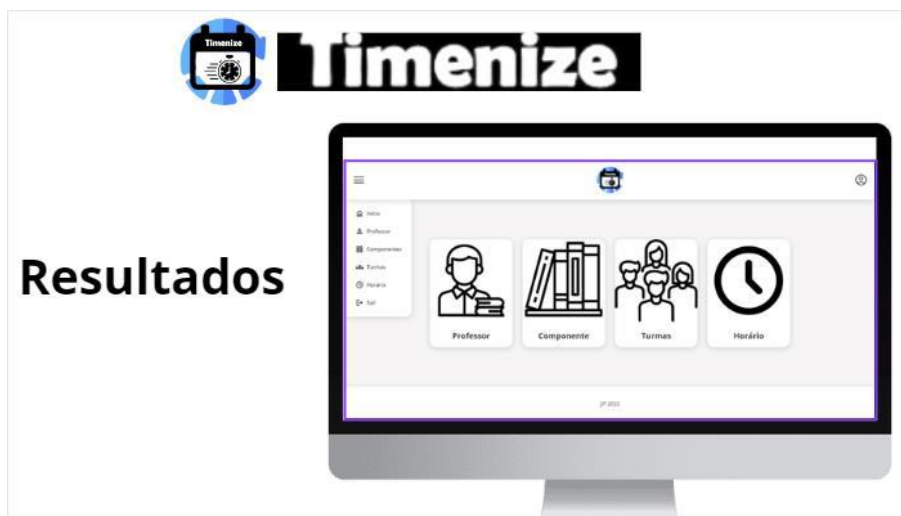 Timenize
Timenize
Resultados
Início
Professor
Componentes
Turmas
Horário
Sair
Professor
Componente
Turmas
Horário